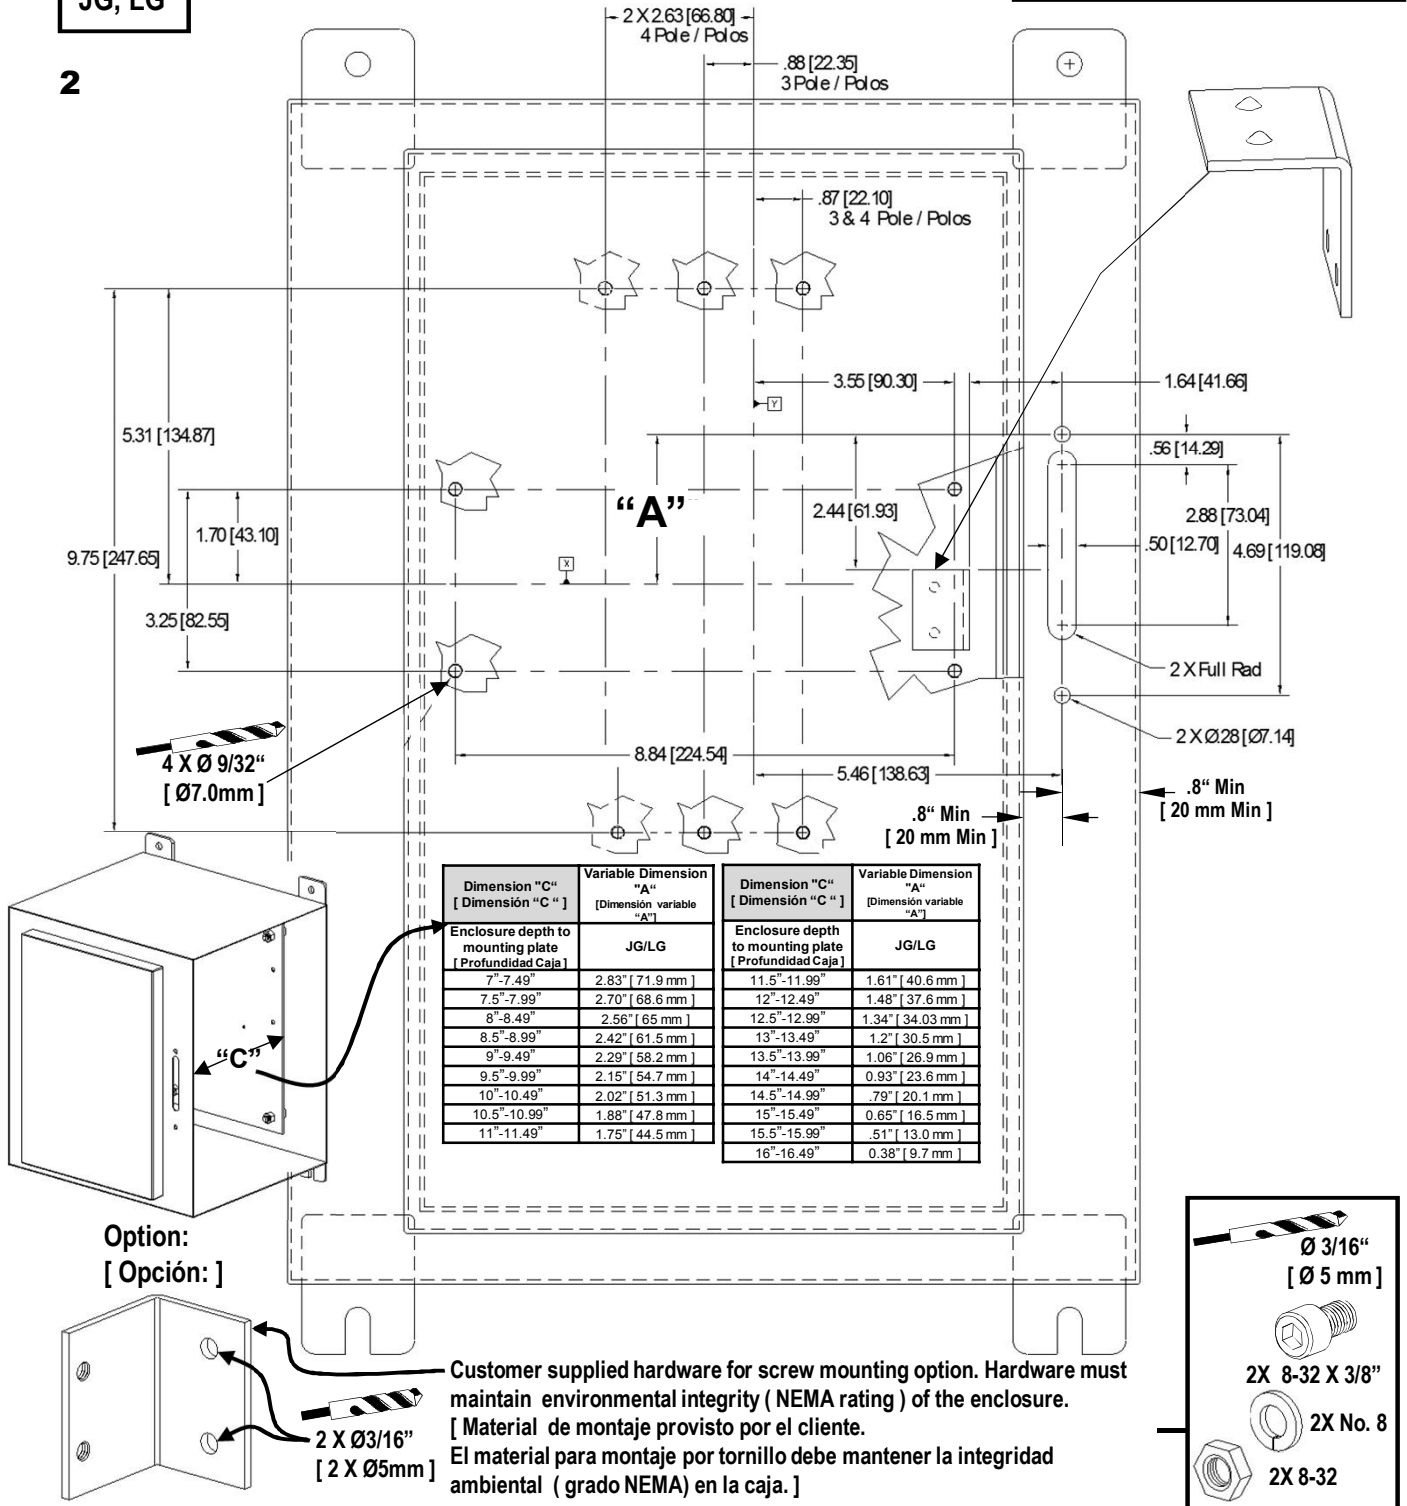 JG, LG
2
2 X 2.63 [66.80]
4 Pole / Polos
.88 [22.35]
3 Pole / Polos
.87 [22.10]
3 & 4 Pole / Polos
3.55 [90.30]
1.64 [41.66]
Y
5.31 [134.87]
.56 [14.29]
“A”
2.44 [61.93]
2.88 [73.04]
1.70 [43.10]
.50 [12.70]
4.69 [119.08]
9.75 [247.65]
X
3.25 [82.55]
2 X Full Rad
2 X Ø.28 [Ø7.14]
8.84 [224.54]
4 X Ø 9/32“
[ Ø7.0mm ]
5.46 [138.63]
.8“ Min
[ 20 mm Min ]
.8“ Min
[ 20 mm Min ]
Dimension "C“
[ Dimensión “C “ ]
Variable Dimension
"A“
[Dimensión variable
“A”]
Enclosure depth to
mounting plate
[ Profundidad Caja ]
JG/LG
7”-7.49” 2.83” [ 71.9 mm ]
7.5”-7.99” 2.70” [ 68.6 mm ]
8”-8.49” 2.56” [ 65 mm ]
8.5”-8.99” 2.42” [ 61.5 mm ]
9”-9.49” 2.29” [ 58.2 mm ]
9.5”-9.99” 2.15” [ 54.7 mm ]
10”-10.49” 2.02” [ 51.3 mm ]
10.5”-10.99” 1.88” [ 47.8 mm ]
11”-11.49” 1.75” [ 44.5 mm ]
Dimension "C“
[ Dimensión “C “ ]
Variable Dimension
"A“
[Dimensión variable
“A”]
Enclosure depth
to mounting plate
[ Profundidad Caja ]
JG/LG
11.5”-11.99” 1.61” [ 40.6 mm ]
12”-12.49” 1.48” [ 37.6 mm ]
12.5”-12.99” 1.34” [ 34.03 mm ]
13”-13.49” 1.2” [ 30.5 mm ]
13.5”-13.99” 1.06” [ 26.9 mm ]
14”-14.49” 0.93” [ 23.6 mm ]
14.5”-14.99” .79” [ 20.1 mm ]
15”-15.49” 0.65” [ 16.5 mm ]
15.5”-15.99” .51” [ 13.0 mm ]
16”-16.49” 0.38” [ 9.7 mm ]
“C”
Option:
[ Opción: ]
2 X Ø3/16”
[ 2 X Ø5mm ]
Customer supplied hardware for screw mounting option. Hardware must
maintain environmental integrity ( NEMA rating ) of the enclosure.
[ Material de montaje provisto por el cliente.
El material para montaje por tornillo debe mantener la integridad
ambiental ( grado NEMA) en la caja. ]
Ø 3/16“
[ Ø 5 mm ]
2X 8-32 X 3/8”
2X No. 8
2X 8-32